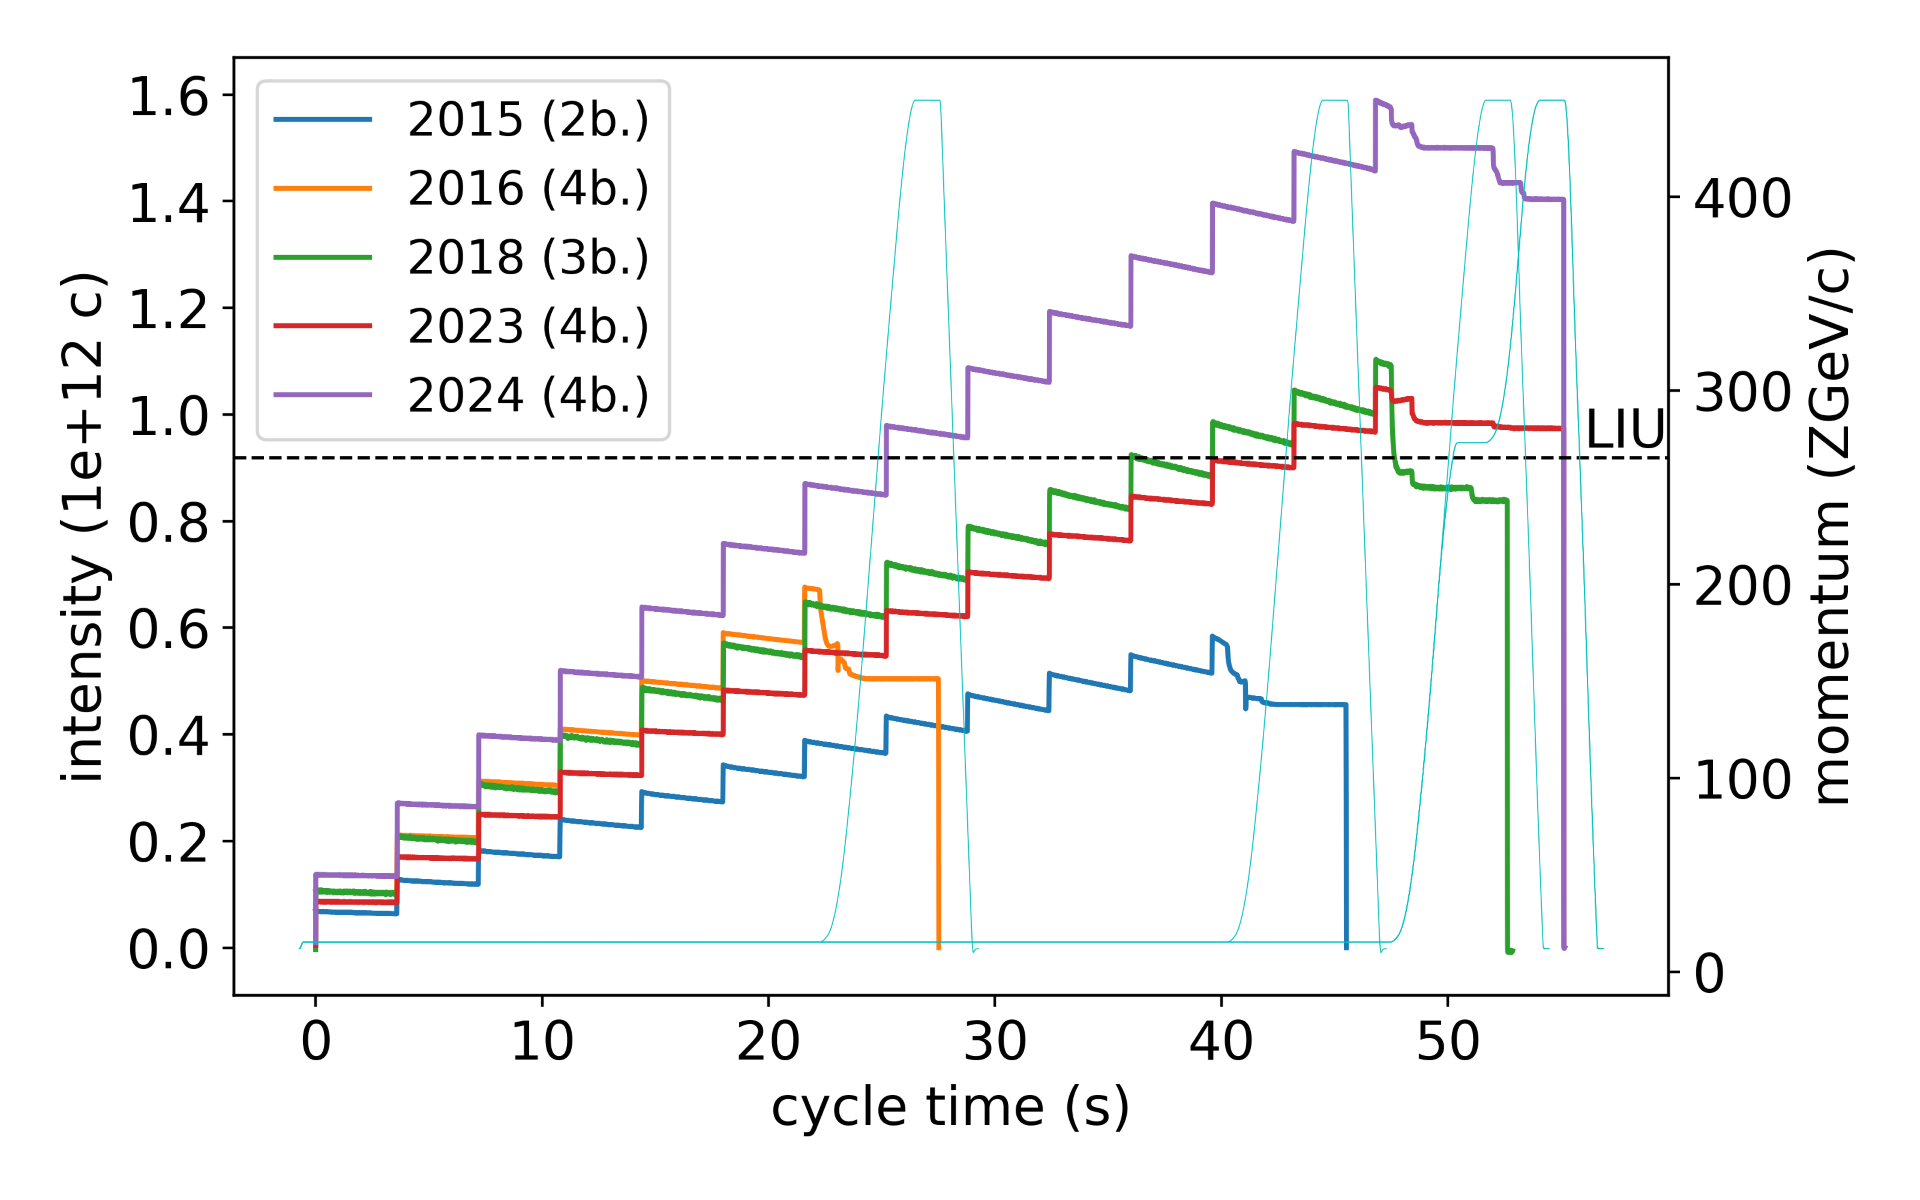 2015 (2b.)
2016 (4b.)
2018 (3b.)
2023 (4b.)
2024 (4b.)
intensity (1e+12 c)
1.6
1.4
1.2
1.0
0.8
0.6
0.4
0.2
0.0
LIU
400
300
200
100
0
momentum (ZGeV/c)
0 10 20 30 40 50
cycle time (s)